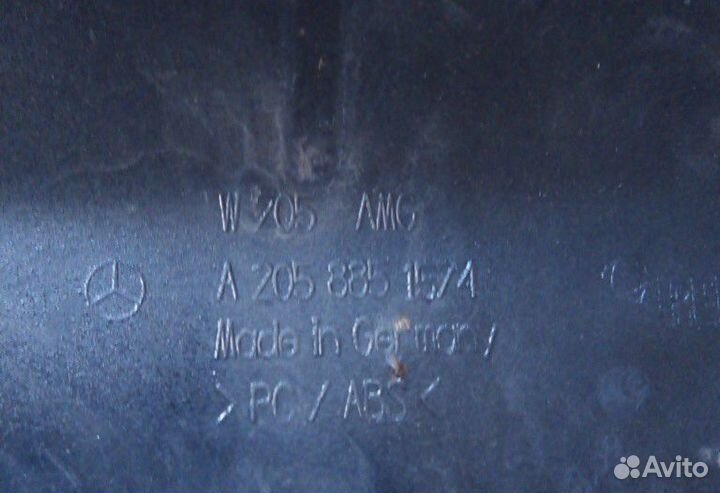 W 205 AMG
A 205 885 1574
Made in Germany
>PC/ABS<
Avito